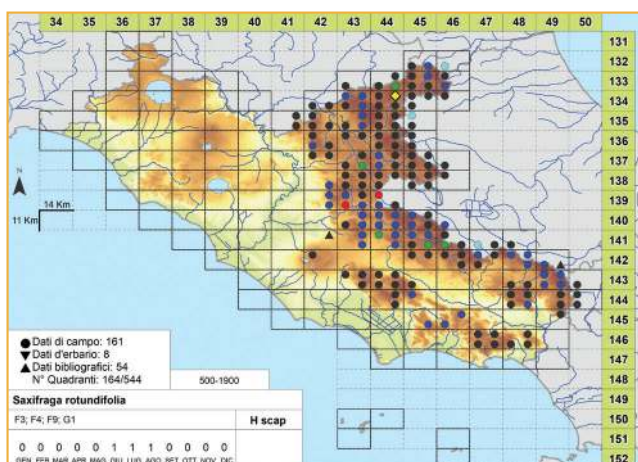 34 35 36 37 38 39 40 41 42 43 44 45 46 47 48 49 50
131
132
133
134
135
136
137
138
139
140
141
142
143
144
145
146
147
148
149
150
151
152
N
14 Km
11 Km
Dati di campo: 161
Dati d'erbario: 8
Dati bibliografici: 54
N° Quadranti: 164/544
500-1900
Saxifraga rotundifolia
F3; F4; F9; G1
H scap
0 0 0 0 0 1 1 1 0 0 0 0
GEN FEB MAR APR MAG GIU LUG AGO SET OTT NOV DIC